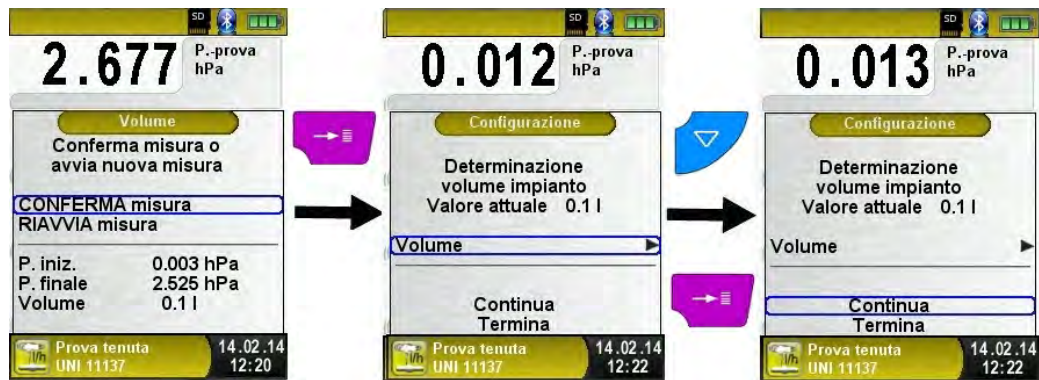 SD
2.677 P.-prova
hPa
Volume
Conferma misura o
avvia nuova misura
CONFERMA misura
RIAVVIA misura
P. iniz. 0.003 hPa
P. finale 2.525 hPa
Volume 0.1 l
l/h Prova tenuta 14.02.14
UNI 11137 12:20
SD
0.012 P.-prova
hPa
Configurazione
Determinazione
volume impianto
Valore attuale 0.1 l
Volume
Continua
Termina
l/h Prova tenuta 14.02.14
UNI 11137 12:22
SD
0.013 P.-prova
hPa
Configurazione
Determinazione
volume impianto
Valore attuale 0.1 l
Volume
Continua
Termina
l/h Prova tenuta 14.02.14
UNI 11137 12:22